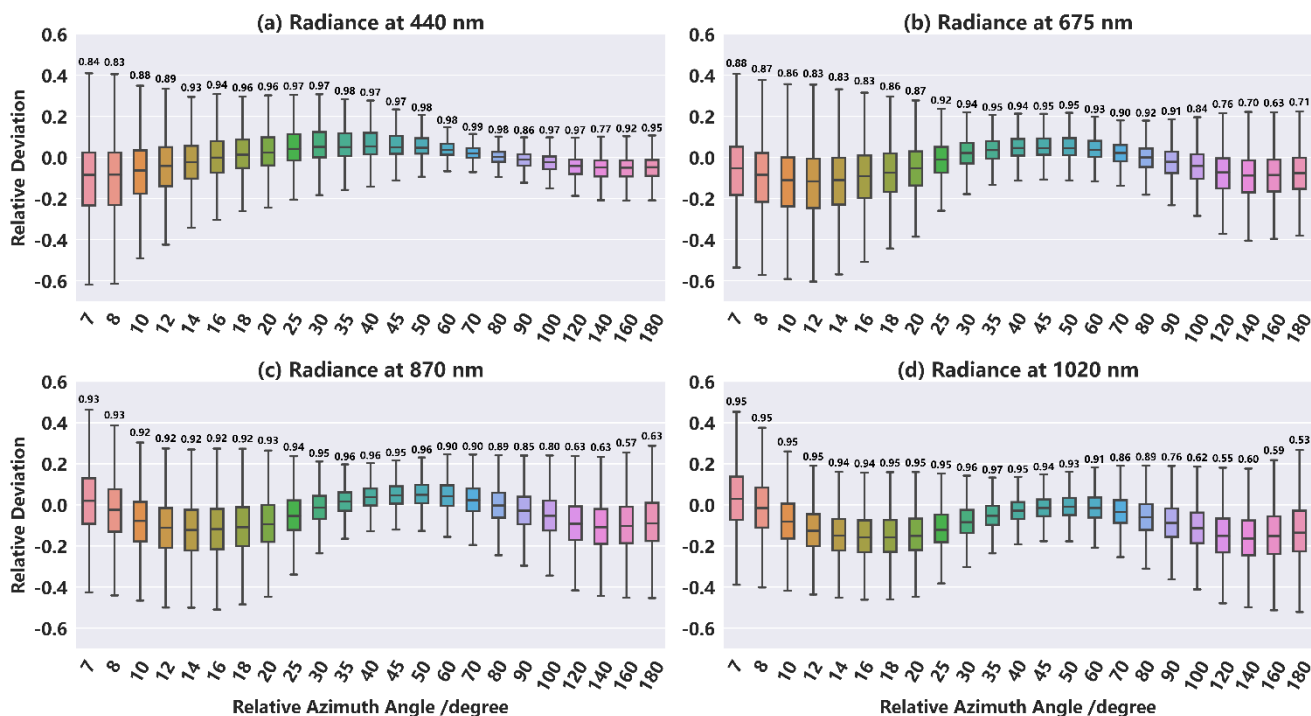 (a) Radiance at 440 nm
(b) Radiance at 675 nm
Relative Deviation
0.6
0.4
0.2
0.0
-0.2
-0.4
-0.6
0.84 0.83 0.88 0.89 0.93 0.94 0.96 0.96 0.97 0.97 0.98 0.97 0.97 0.98 0.98 0.99 0.98 0.86 0.97 0.97 0.77 0.92 0.95
7 8 10 12 14 16 18 20 25 30 35 40 45 50 60 70 80 90 100 120 140 160 180
0.6
0.4
0.2
0.0
-0.2
-0.4
-0.6
0.88 0.87 0.86 0.83 0.83 0.83 0.86 0.87 0.92 0.94 0.95 0.94 0.95 0.95 0.93 0.90 0.92 0.91 0.84 0.76 0.70 0.63 0.71
7 8 10 12 14 16 18 20 25 30 35 40 45 50 60 70 80 90 100 120 140 160 180
(c) Radiance at 870 nm
(d) Radiance at 1020 nm
Relative Deviation
0.6
0.4
0.2
0.0
-0.2
-0.4
-0.6
0.93 0.93 0.92 0.92 0.92 0.92 0.92 0.93 0.94 0.95 0.96 0.96 0.95 0.96 0.90 0.90 0.89 0.85 0.80 0.63 0.63 0.57 0.63
7 8 10 12 14 16 18 20 25 30 35 40 45 50 60 70 80 90 100 120 140 160 180
Relative Azimuth Angle /degree
0.6
0.4
0.2
0.0
-0.2
-0.4
-0.6
0.95 0.95 0.95 0.95 0.94 0.94 0.95 0.95 0.95 0.96 0.97 0.95 0.94 0.93 0.91 0.86 0.89 0.76 0.62 0.55 0.60 0.59 0.53
7 8 10 12 14 16 18 20 25 30 35 40 45 50 60 70 80 90 100 120 140 160 180
Relative Azimuth Angle /degree